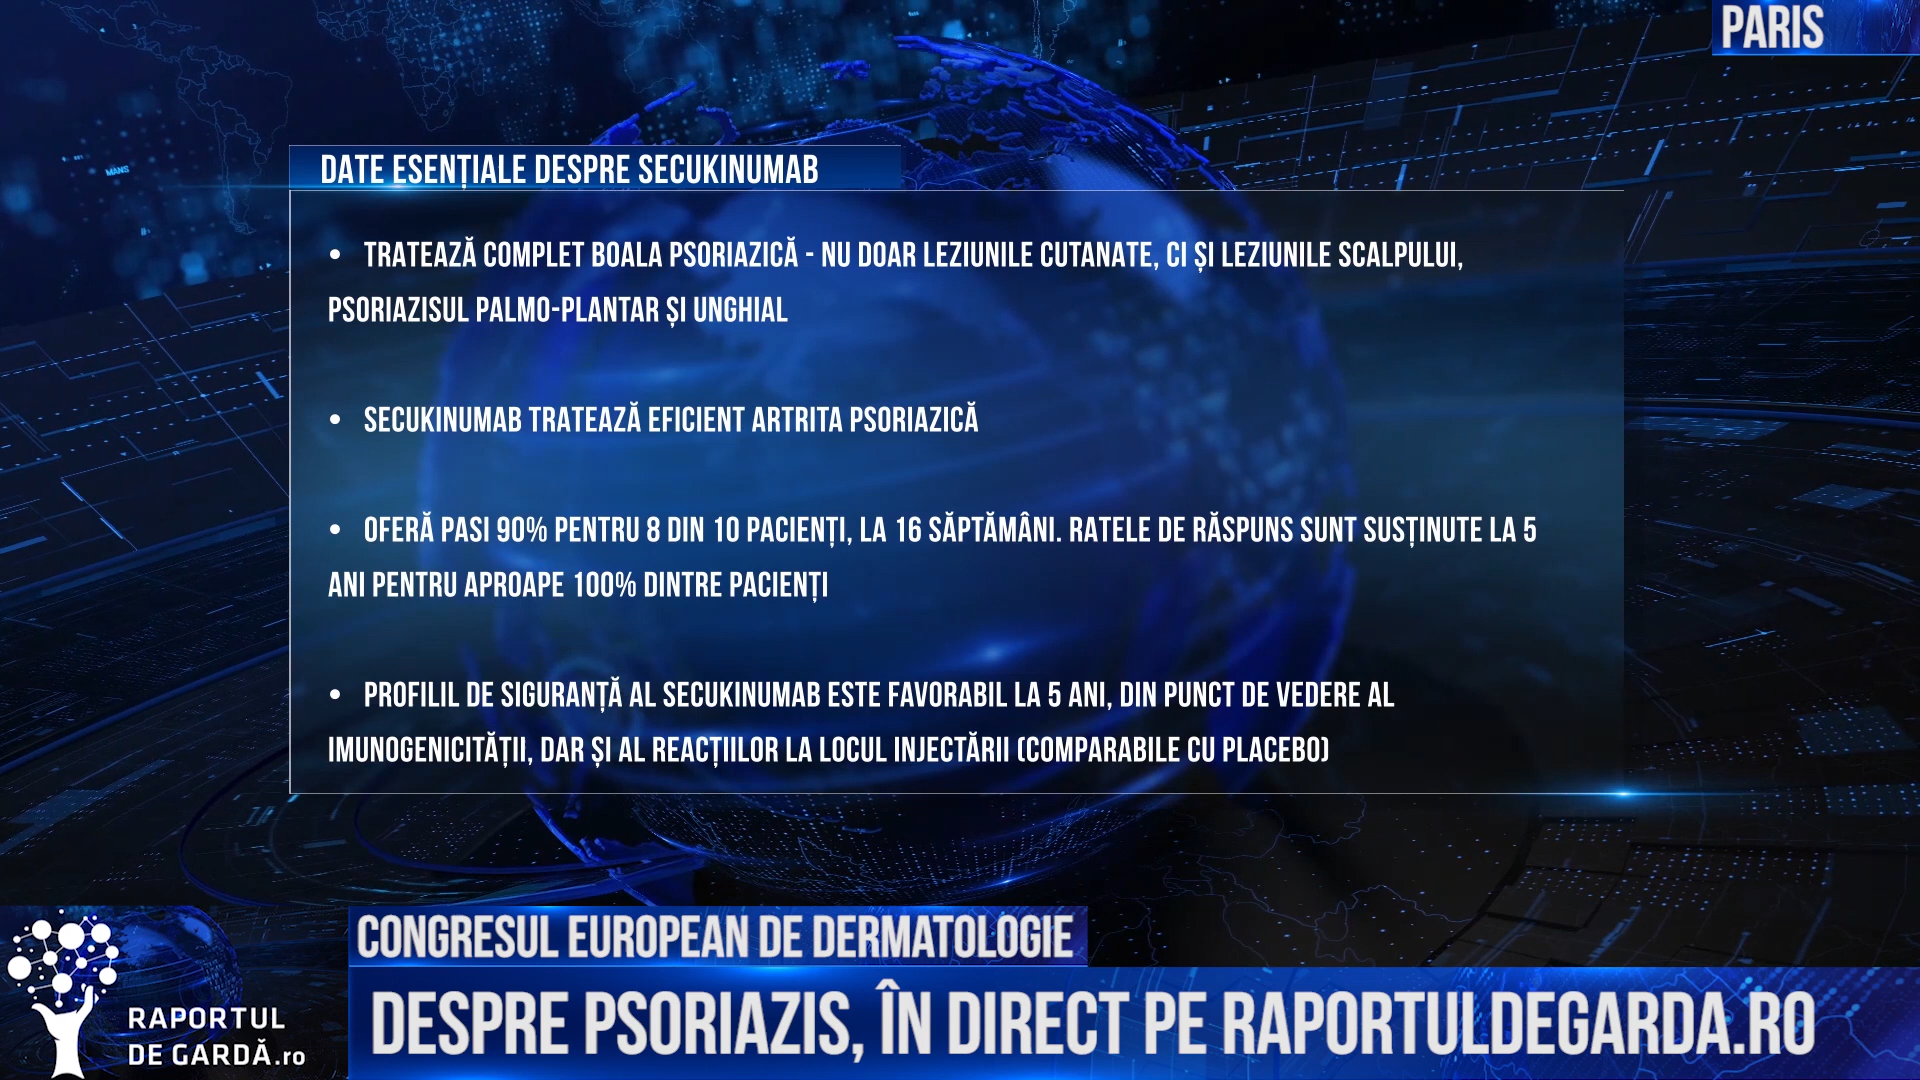 PARIS
DATE ESENȚIALE DESPRE SECUKINUMAB
• TRATEAZĂ COMPLET BOALA PSORIAZICĂ - NU DOAR LEZIUNILE CUTANATE, CI ȘI LEZIUNILE SCALPULUI,
PSORIAZISUL PALMO-PLANTAR ȘI UNGHIAL
• SECUKINUMAB TRATEAZĂ EFICIENT ARTRITA PSORIAZICĂ
• OFERĂ PASI 90% PENTRU 8 DIN 10 PACIENȚI, LA 16 SĂPTĂMÂNI. RATELE DE RĂSPUNS SUNT SUSȚINUTE LA 5
ANI PENTRU APROAPE 100% DINTRE PACIENȚI
• PROFILIL DE SIGURANȚĂ AL SECUKINUMAB ESTE FAVORABIL LA 5 ANI, DIN PUNCT DE VEDERE AL
IMUNOGENICITĂȚII, DAR ȘI AL REACȚIILOR LA LOCUL INJECTĂRII (COMPARABILE CU PLACEBO)
CONGRESUL EUROPEAN DE DERMATOLOGIE
DESPRE PSORIAZIS, ÎN DIRECT PE RAPORTULDEGARDA.RO
RAPORTUL
DE GARDĂ.ro